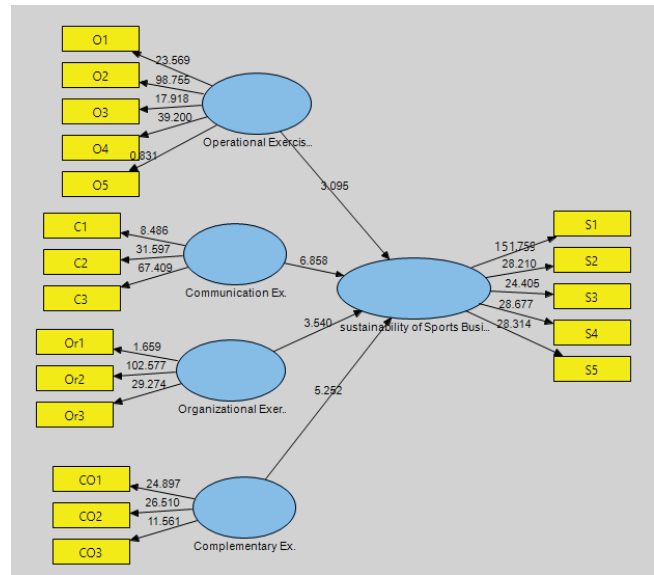 O1
23.569
O2
98.755
O3
17.918
39.200
O4
0.831
O5
Operational Exercis..
3.095
C1
8.486
C2
31.597
C3
67.409
Communication Ex.
6.858
S1
151.759
S2
28.210
S3
24.405
S4
28.677
S5
28.314
sustainability of Sports Busi..
Or1
1.659
Or2
102.577
Or3
29.274
Organizational Exer..
3.540
5.252
CO1
24.897
CO2
26.510
CO3
11.561
Complementary Ex.